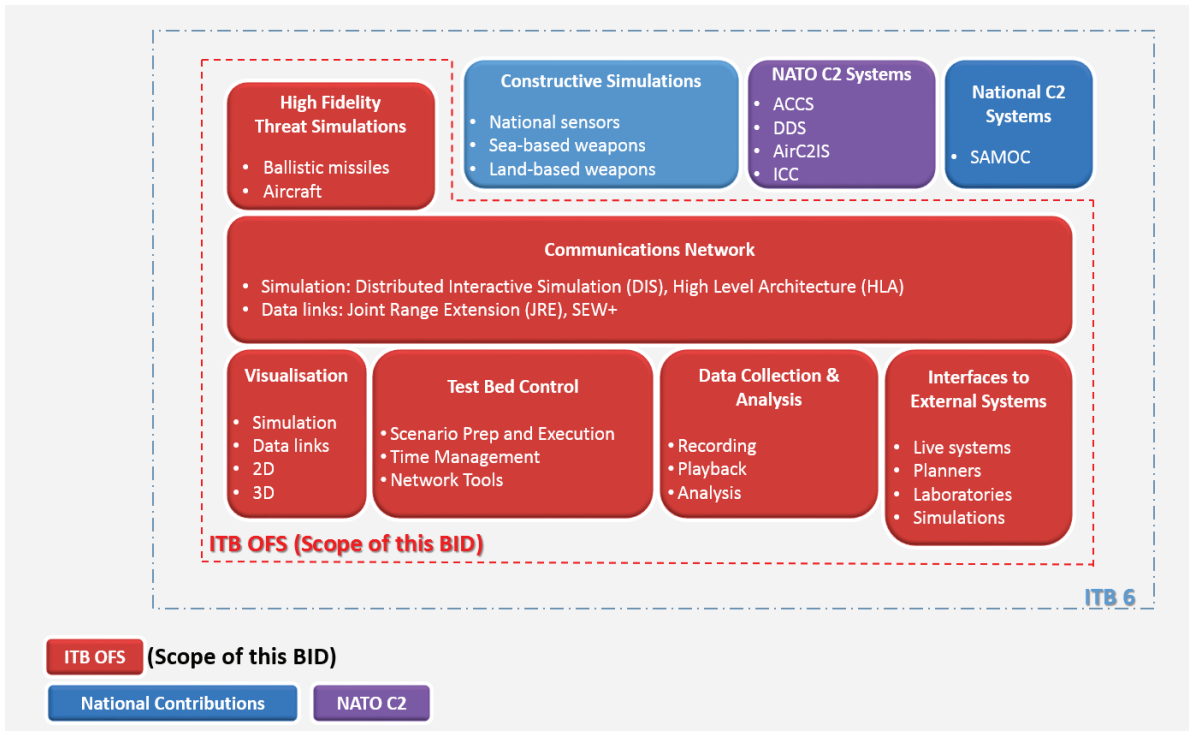 High Fidelity
Threat Simulations
• Ballistic missiles
• Aircraft
Constructive Simulations
• National sensors
• Sea-based weapons
• Land-based weapons
NATO C2 Systems
• ACCS
• DDS
• AirC2IS
• ICC
National C2
Systems
• SAMOC
Communications Network
• Simulation: Distributed Interactive Simulation (DIS), High Level Architecture (HLA)
• Data links: Joint Range Extension (JRE), SEW+
Visualisation
• Simulation
• Data links
• 2D
• 3D
Test Bed Control
• Scenario Prep and Execution
• Time Management
• Network Tools
Data Collection &
Analysis
• Recording
• Playback
• Analysis
Interfaces to
External Systems
• Live systems
• Planners
• Laboratories
• Simulations
ITB OFS (Scope of this BID)
ITB 6
ITB OFS (Scope of this BID)
National Contributions
NATO C2